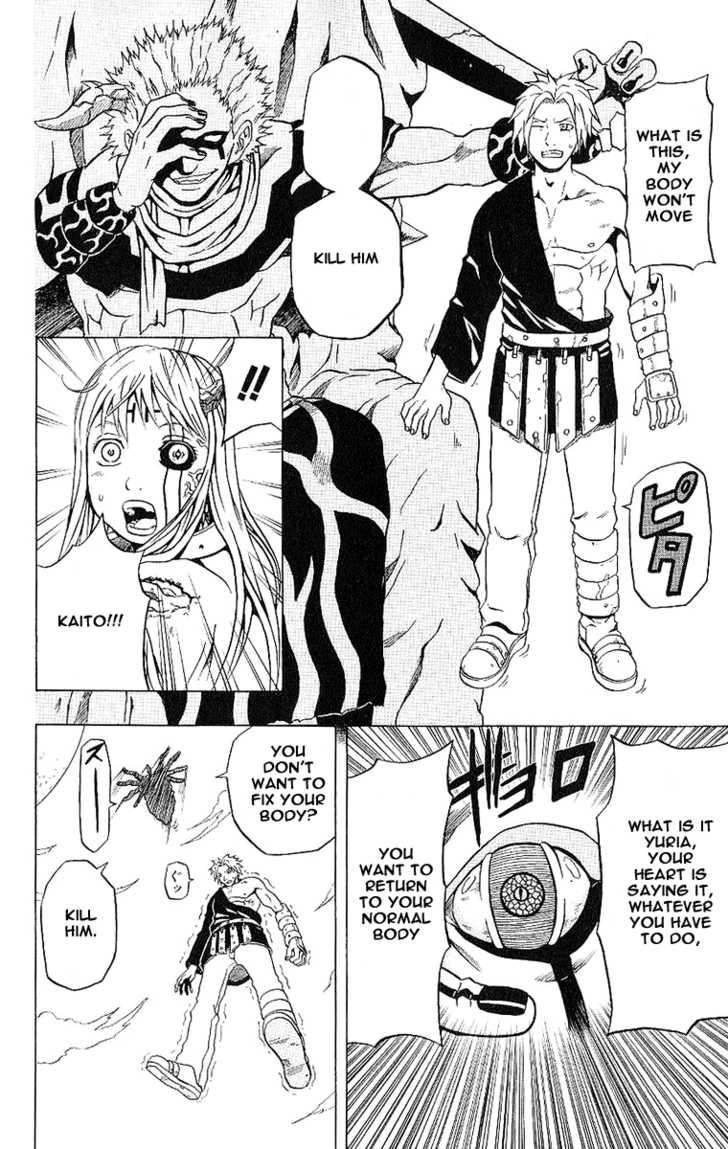 WHAT IS
THIS,
MY
BODY
WON'T
MOVE
KILL HIM
ピタ
!!
KAITO!!!
WHAT IS IT
YURIA,
YOUR
HEART IS
SAYING IT,
WHATEVER
YOU HAVE
TO DO,
ギョロ
YOU
WANT TO
RETURN
TO YOUR
NORMAL
BODY
YOU
DON'T
WANT TO
FIX YOUR
BODY?
スー
KILL
HIM.